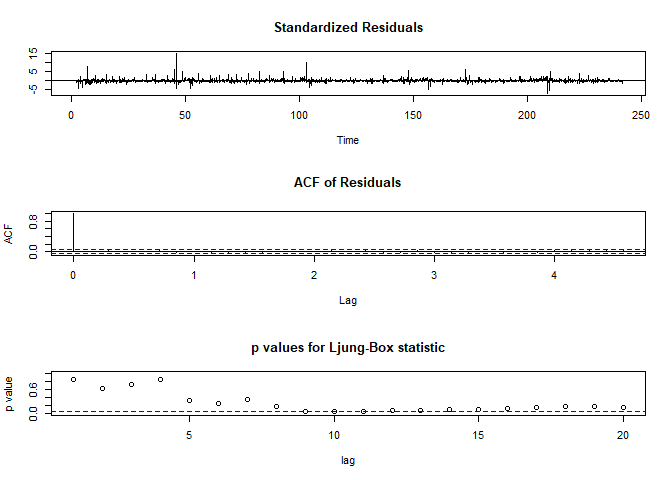 Standardized Residuals
15
5
-5
0
50
100
150
200
250
Time
ACF of Residuals
ACF
0.8
0.0
0
1
2
3
4
Lag
p values for Ljung-Box statistic
p value
0.6
0.0
5
10
15
20
lag